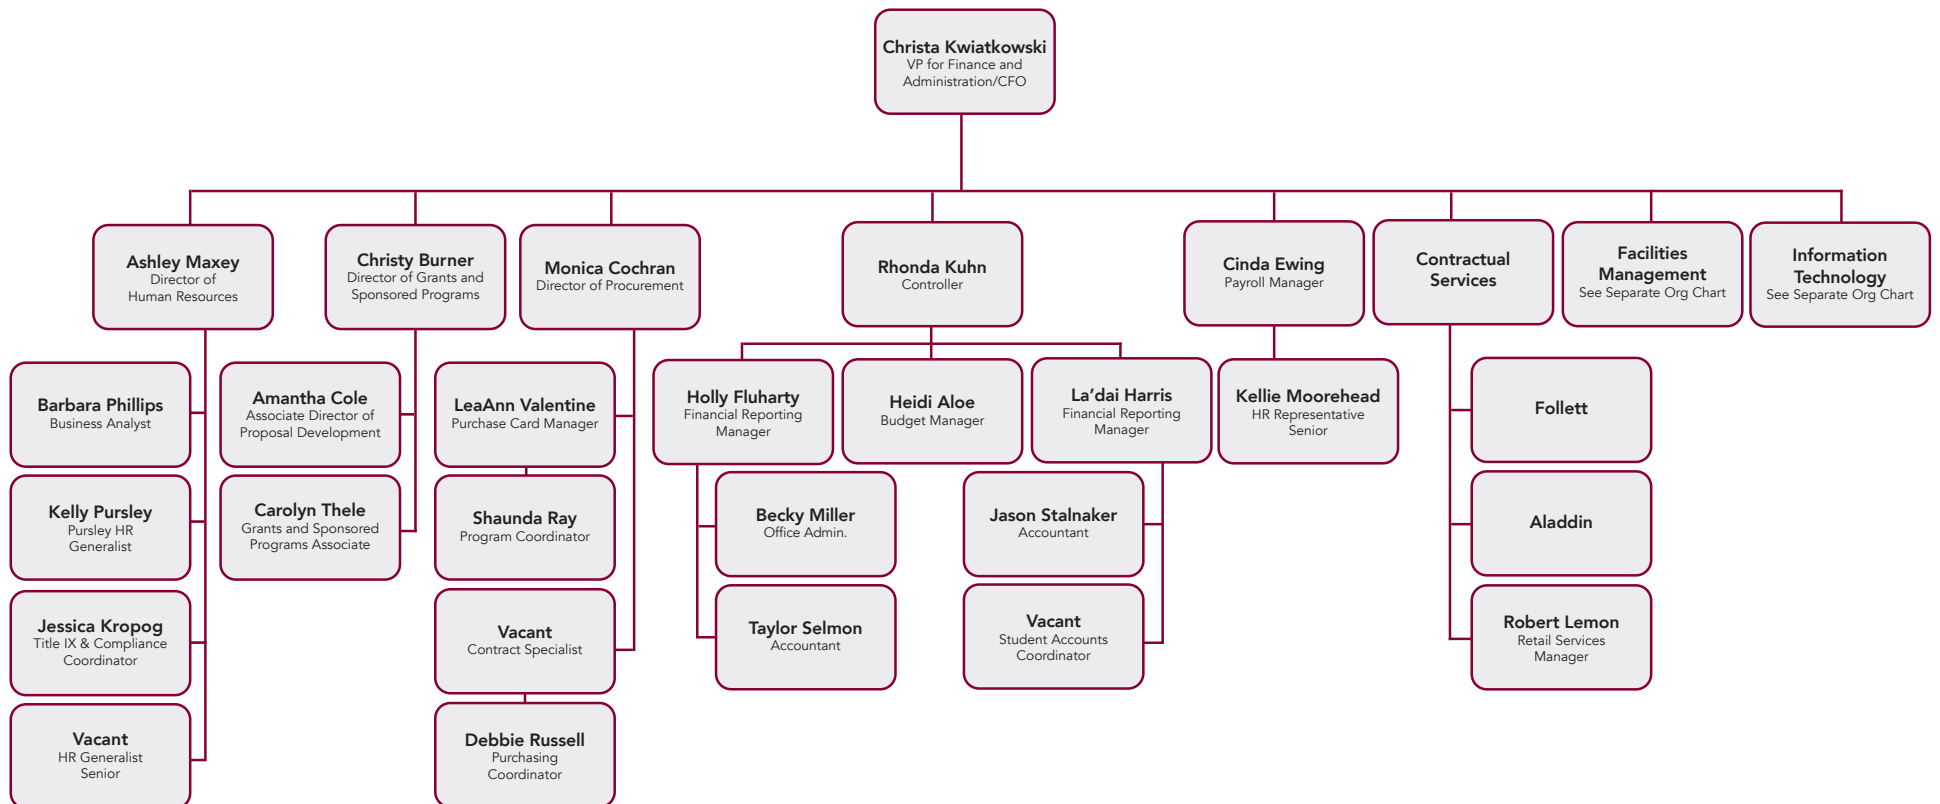 Christa Kwiatkowski
VP for Finance and
Administration/CFO
Ashley Maxey
Director of
Human Resources
Christy Burner
Director of Grants and
Sponsored Programs
Monica Cochran
Director of Procurement
Rhonda Kuhn
Controller
Cinda Ewing
Payroll Manager
Contractual
Services
Facilities
Management
See Separate Org Chart
Information
Technology
See Separate Org Chart
Barbara Phillips
Business Analyst
Kelly Pursley
Pursley HR
Generalist
Jessica Kropog
Title IX & Compliance
Coordinator
Vacant
HR Generalist
Senior
Amantha Cole
Associate Director of
Proposal Development
Carolyn Thele
Grants and Sponsored
Programs Associate
LeaAnn Valentine
Purchase Card Manager
Shaunda Ray
Program Coordinator
Vacant
Contract Specialist
Debbie Russell
Purchasing
Coordinator
Holly Fluharty
Financial Reporting
Manager
Becky Miller
Office Admin.
Taylor Selmon
Accountant
Heidi Aloe
Budget Manager
La'dai Harris
Financial Reporting
Manager
Jason Stalnaker
Accountant
Vacant
Student Accounts
Coordinator
Kellie Moorehead
HR Representative
Senior
Follett
Aladdin
Robert Lemon
Retail Services
Manager